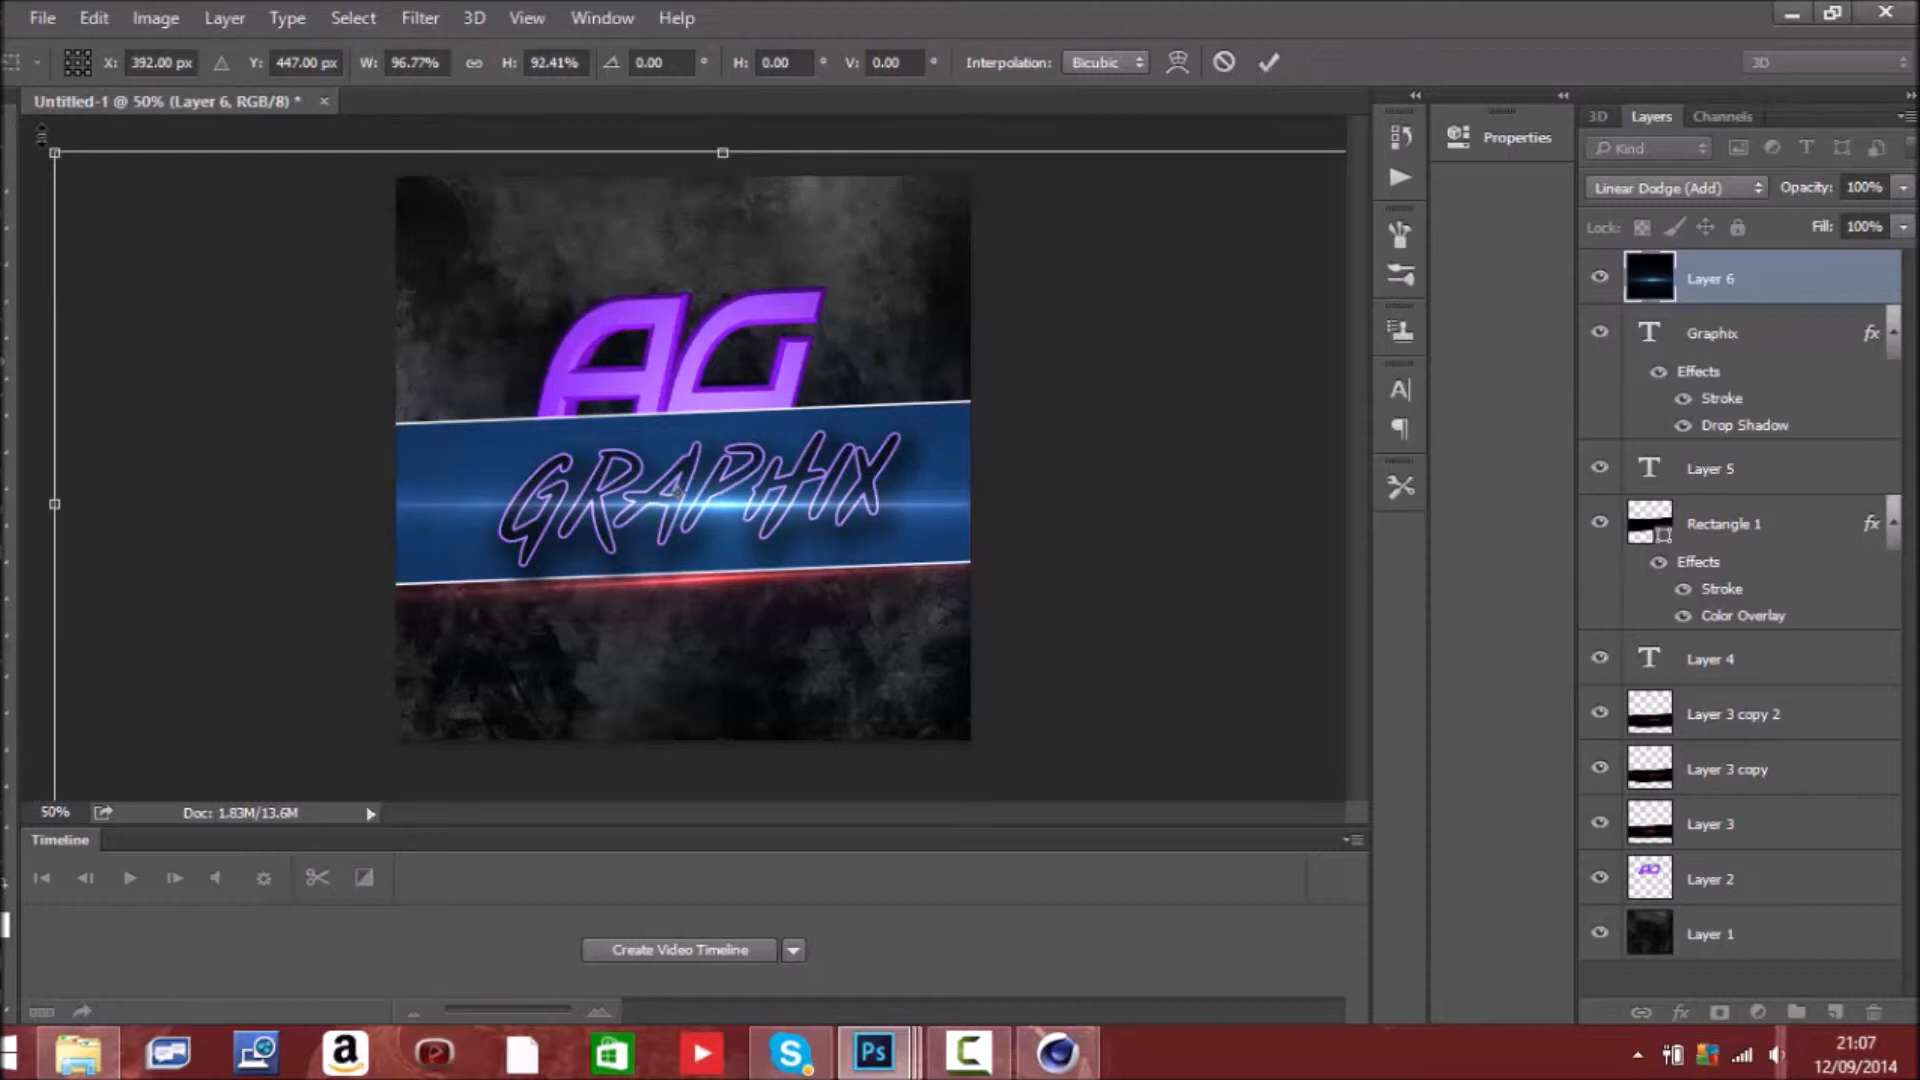 File Edit Image Layer Type Select Filter 3D View Window Help
X: 392.00 px Y: 447.00 px W: 96.77% H: 92.41% 0.00 ° H: 0.00 ° V: 0.00 ° Interpolation: Bicubic 3D
Untitled-1 @ 50% (Layer 6, RGB/8) * ×
3D Layers Channels
Properties
Kind
Linear Dodge (Add) Opacity: 100%
Lock: Fill: 100%
Layer 6
T Graphix fx
Effects
Stroke
Drop Shadow
T Layer 5
Rectangle 1 fx
Effects
Stroke
Color Overlay
T Layer 4
Layer 3 copy 2
Layer 3 copy
Layer 3
Layer 2
Layer 1
AG
GRAPHIX
50% Doc: 1.83M/13.6M
Timeline
Create Video Timeline
Ps
21:07
12/09/2014